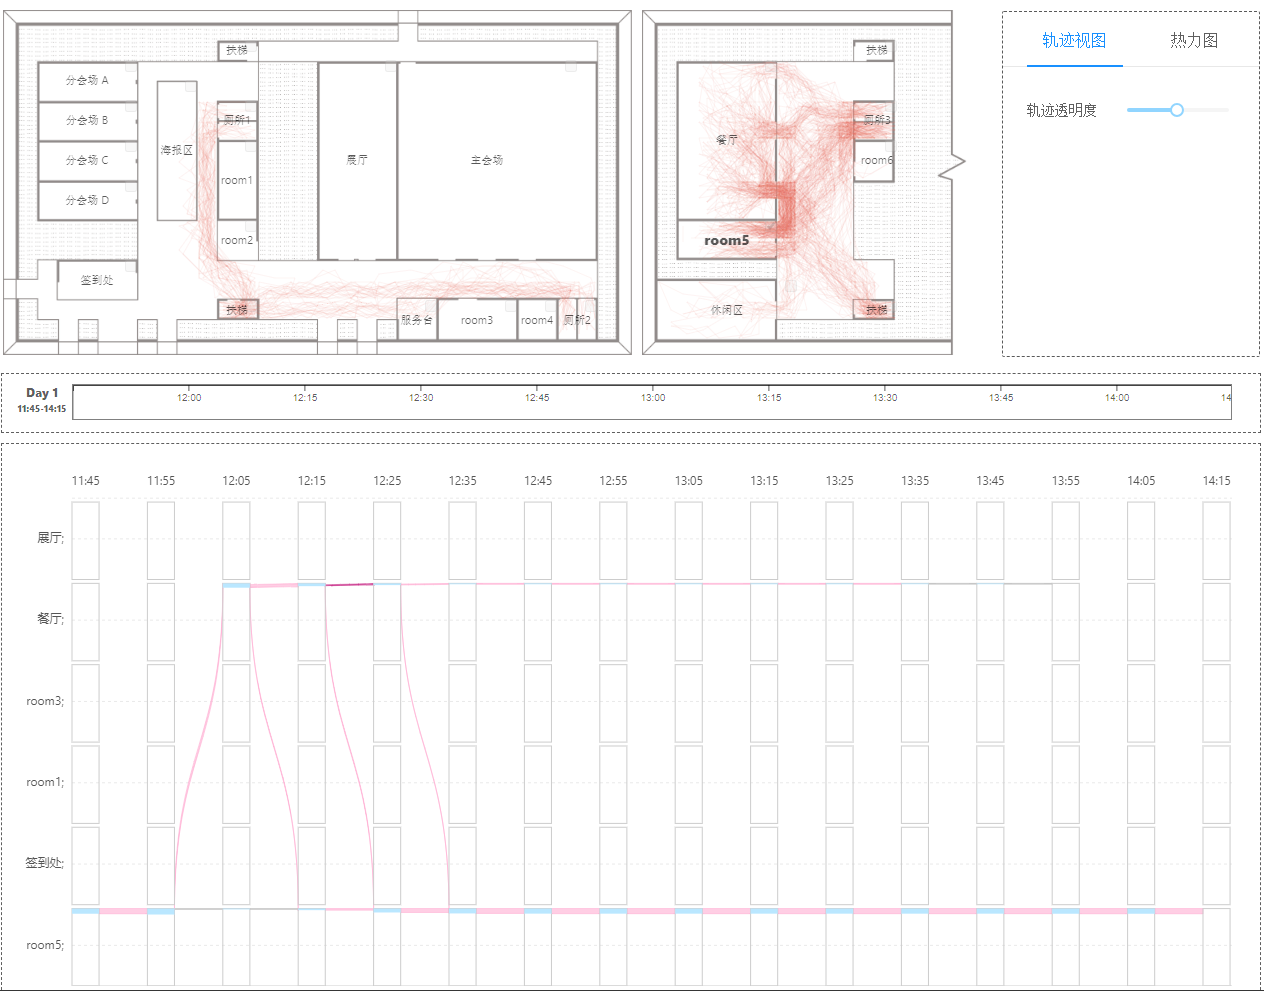 扶梯
分会场 A
分会场 B
分会场 C
分会场 D
海报区
厕所1
room1
room2
展厅
主会场
签到处
扶梯
服务台
room3
room4
厕所2
扶梯
餐厅
厕所3
room6
room5
休闲区
扶梯
轨迹视图
热力图
轨迹透明度
Day 1
11:45-14:15
12:00
12:15
12:30
12:45
13:00
13:15
13:30
13:45
14:00
14
11:45
11:55
12:05
12:15
12:25
12:35
12:45
12:55
13:05
13:15
13:25
13:35
13:45
13:55
14:05
14:15
展厅;
餐厅;
room3;
room1;
签到处;
room5;